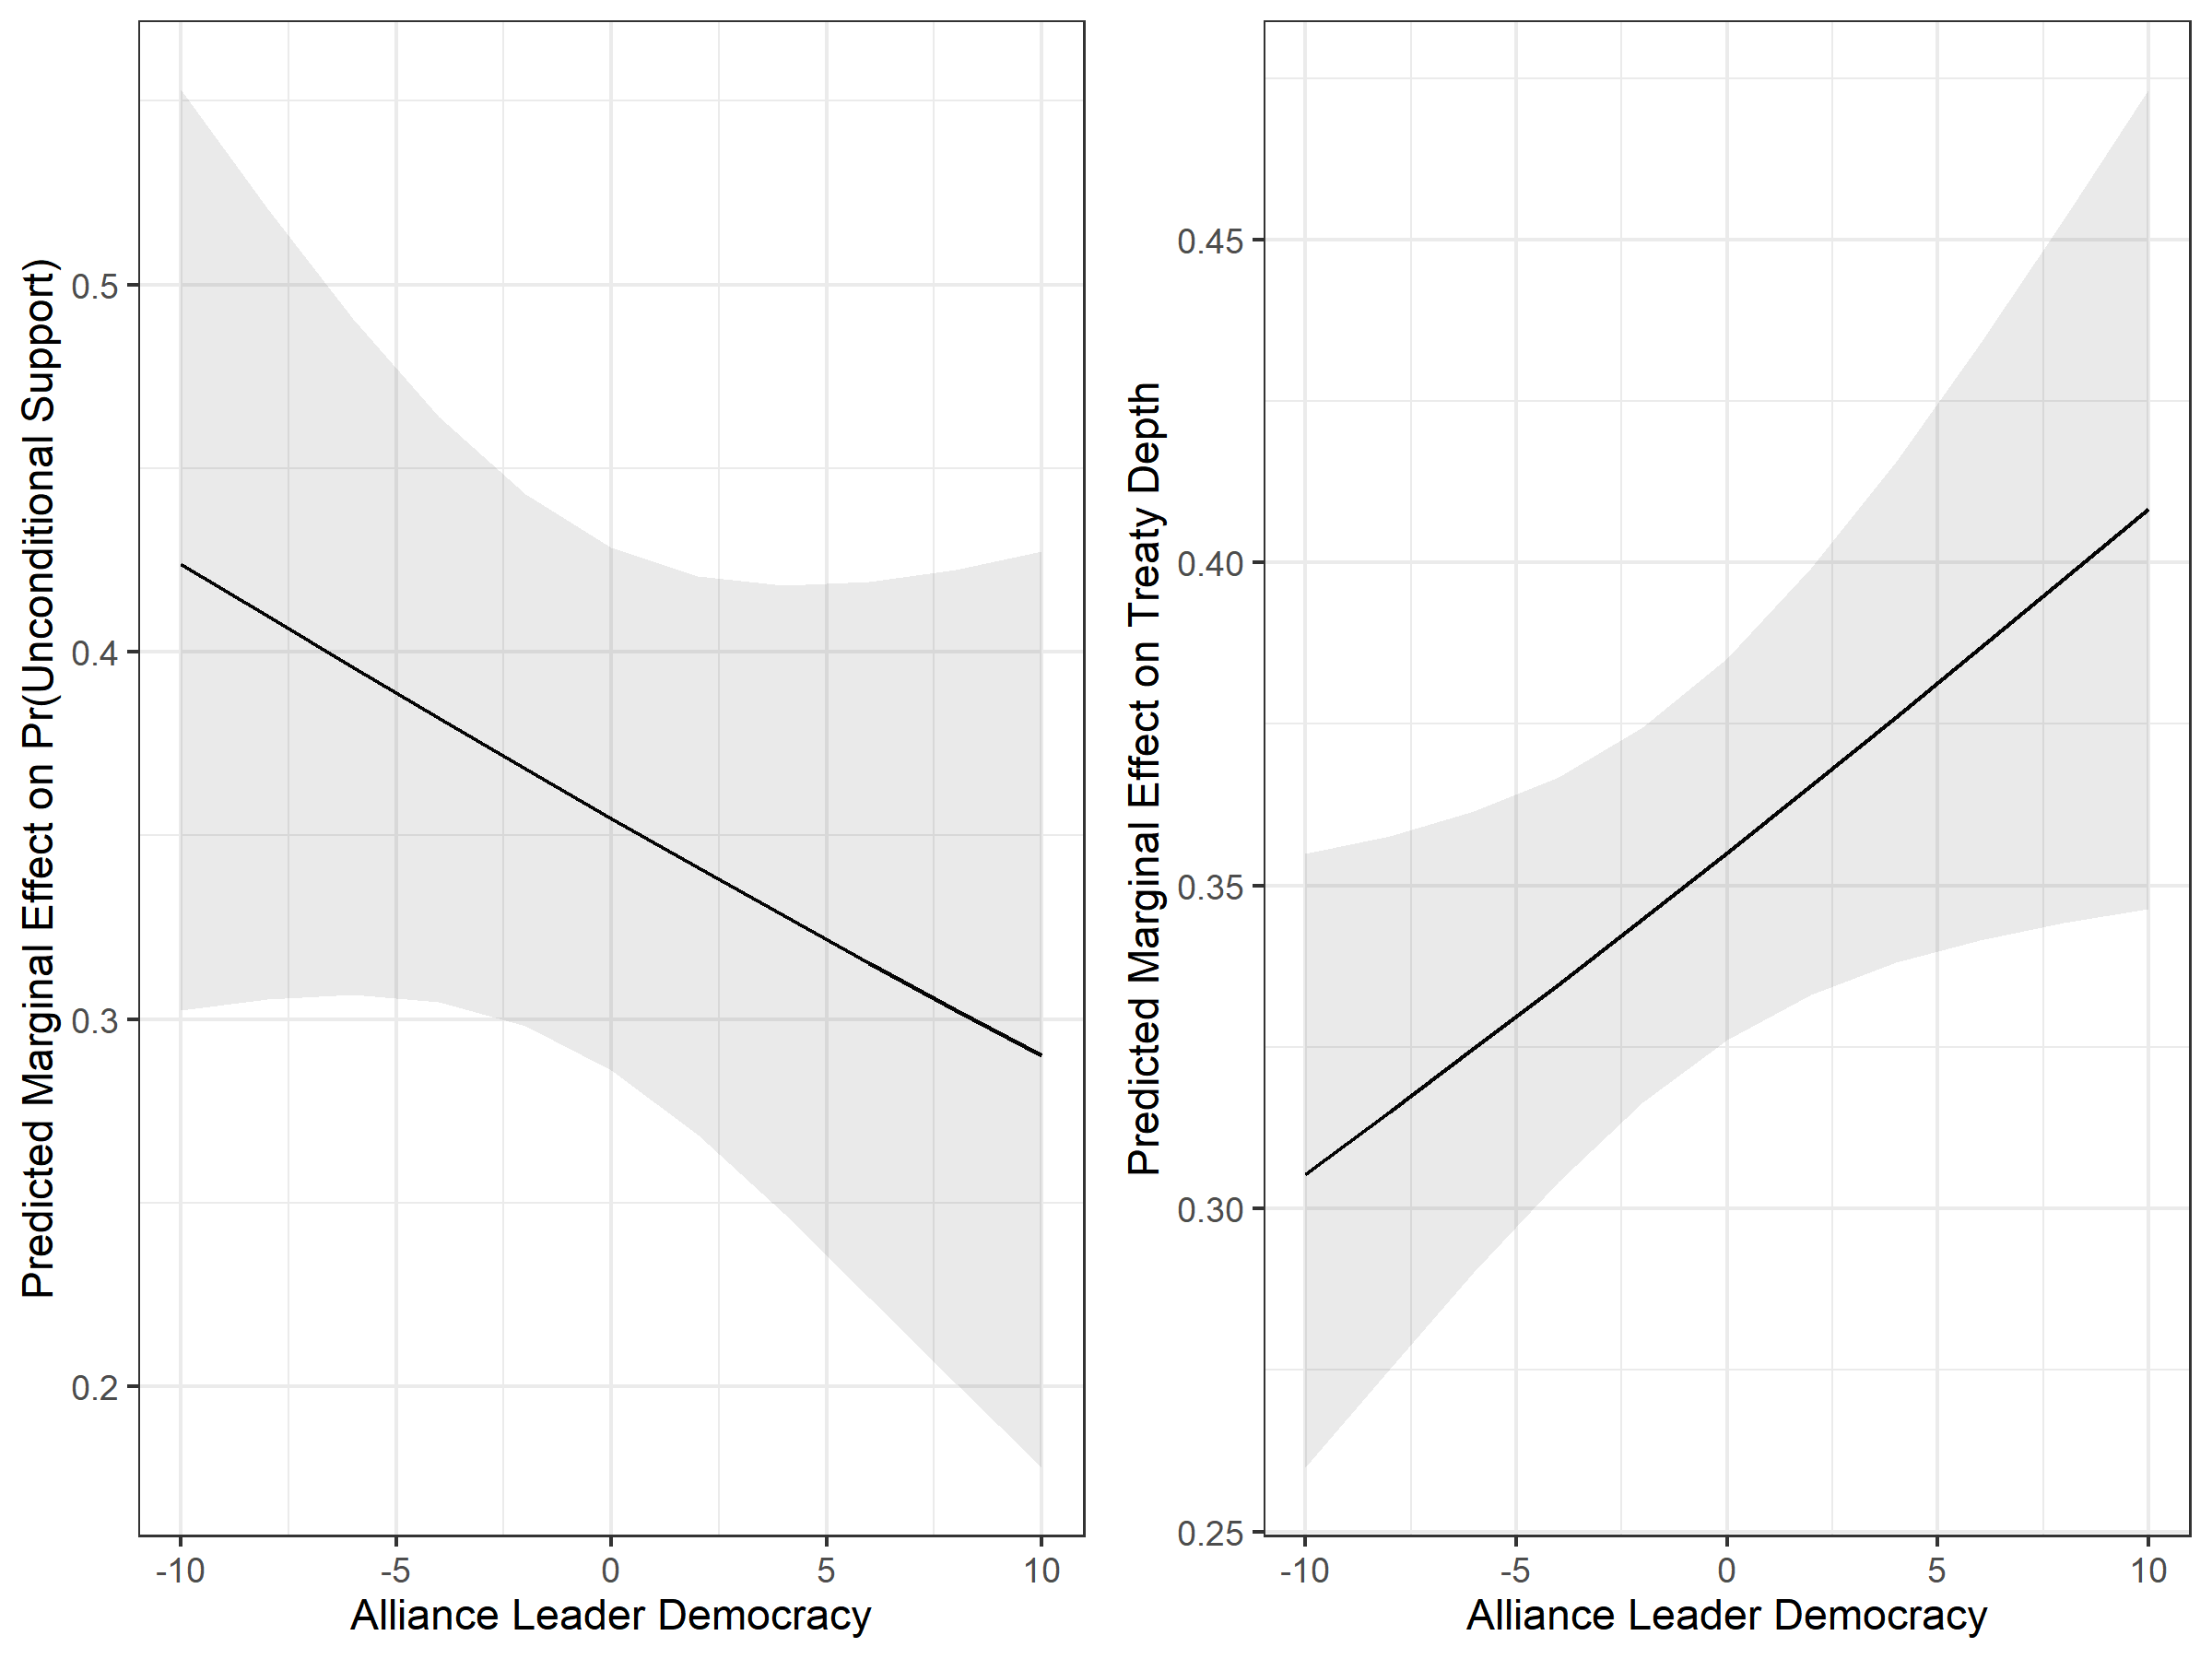 Predicted Marginal Effect on Pr(Unconditional Support)
0.5
0.4
0.3
0.2
-10 -5 0 5 10
Alliance Leader Democracy
Predicted Marginal Effect on Treaty Depth
0.45
0.40
0.35
0.30
0.25
-10 -5 0 5 10
Alliance Leader Democracy